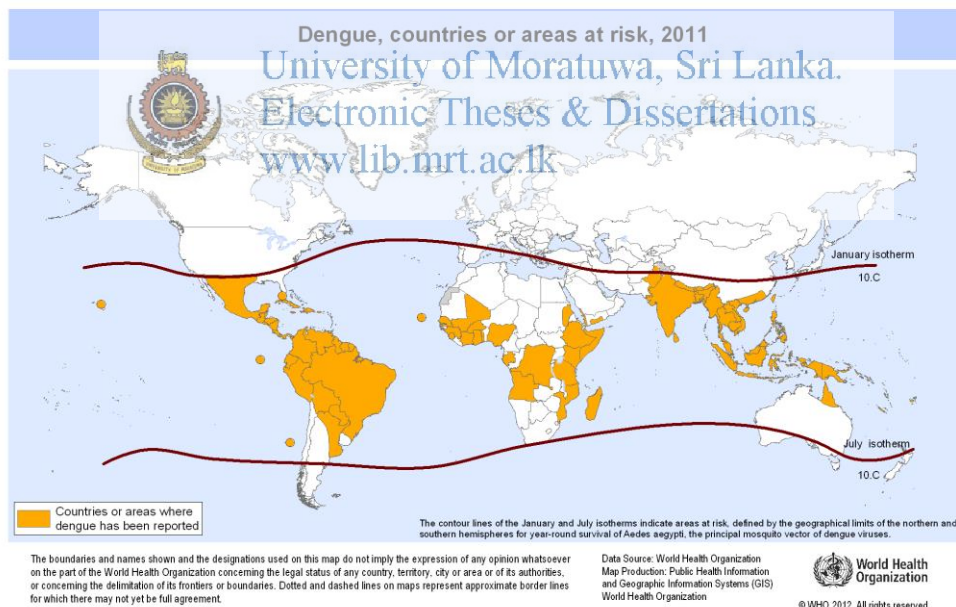 Dengue, countries or areas at risk, 2011
University of Moratuwa, Sri Lanka.
Electronic Theses & Dissertations
www.lib.mrt.ac.lk
UNIVERSITY OF MORATUWA
January isotherm
10.C
July isotherm
10.C
Countries or areas where
dengue has been reported
The contour lines of the January and July isotherms indicate areas at risk, defined by the geographical limits of the northern and
southern hemispheres for year-round survival of Aedes aegypti, the principal mosquito vector of dengue viruses.
The boundaries and names shown and the designations used on this map do not imply the expression of any opinion whatsoever
on the part of the World Health Organization concerning the legal status of any country, territory, city or area or of its authorities,
or concerning the delimitation of its frontiers or boundaries. Dotted and dashed lines on maps represent approximate border lines
for which there may not yet be full agreement.
Data Source: World Health Organization
Map Production: Public Health Information
and Geographic Information Systems (GIS)
World Health Organization
World Health
Organization
© WHO 2012. All rights reserved